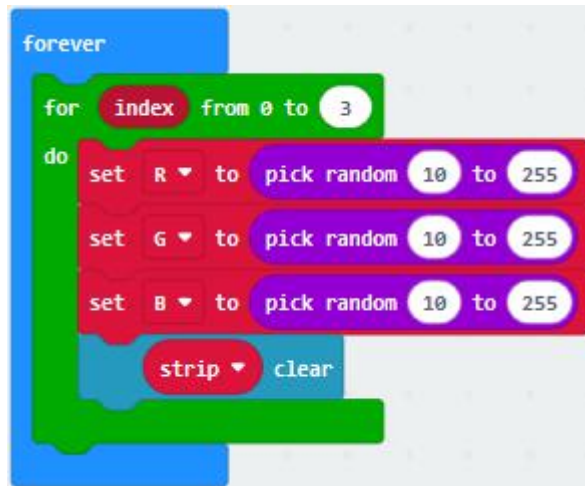 forever
for index from 0 to 3
do
set R to pick random 10 to 255
set G to pick random 10 to 255
set B to pick random 10 to 255
strip clear